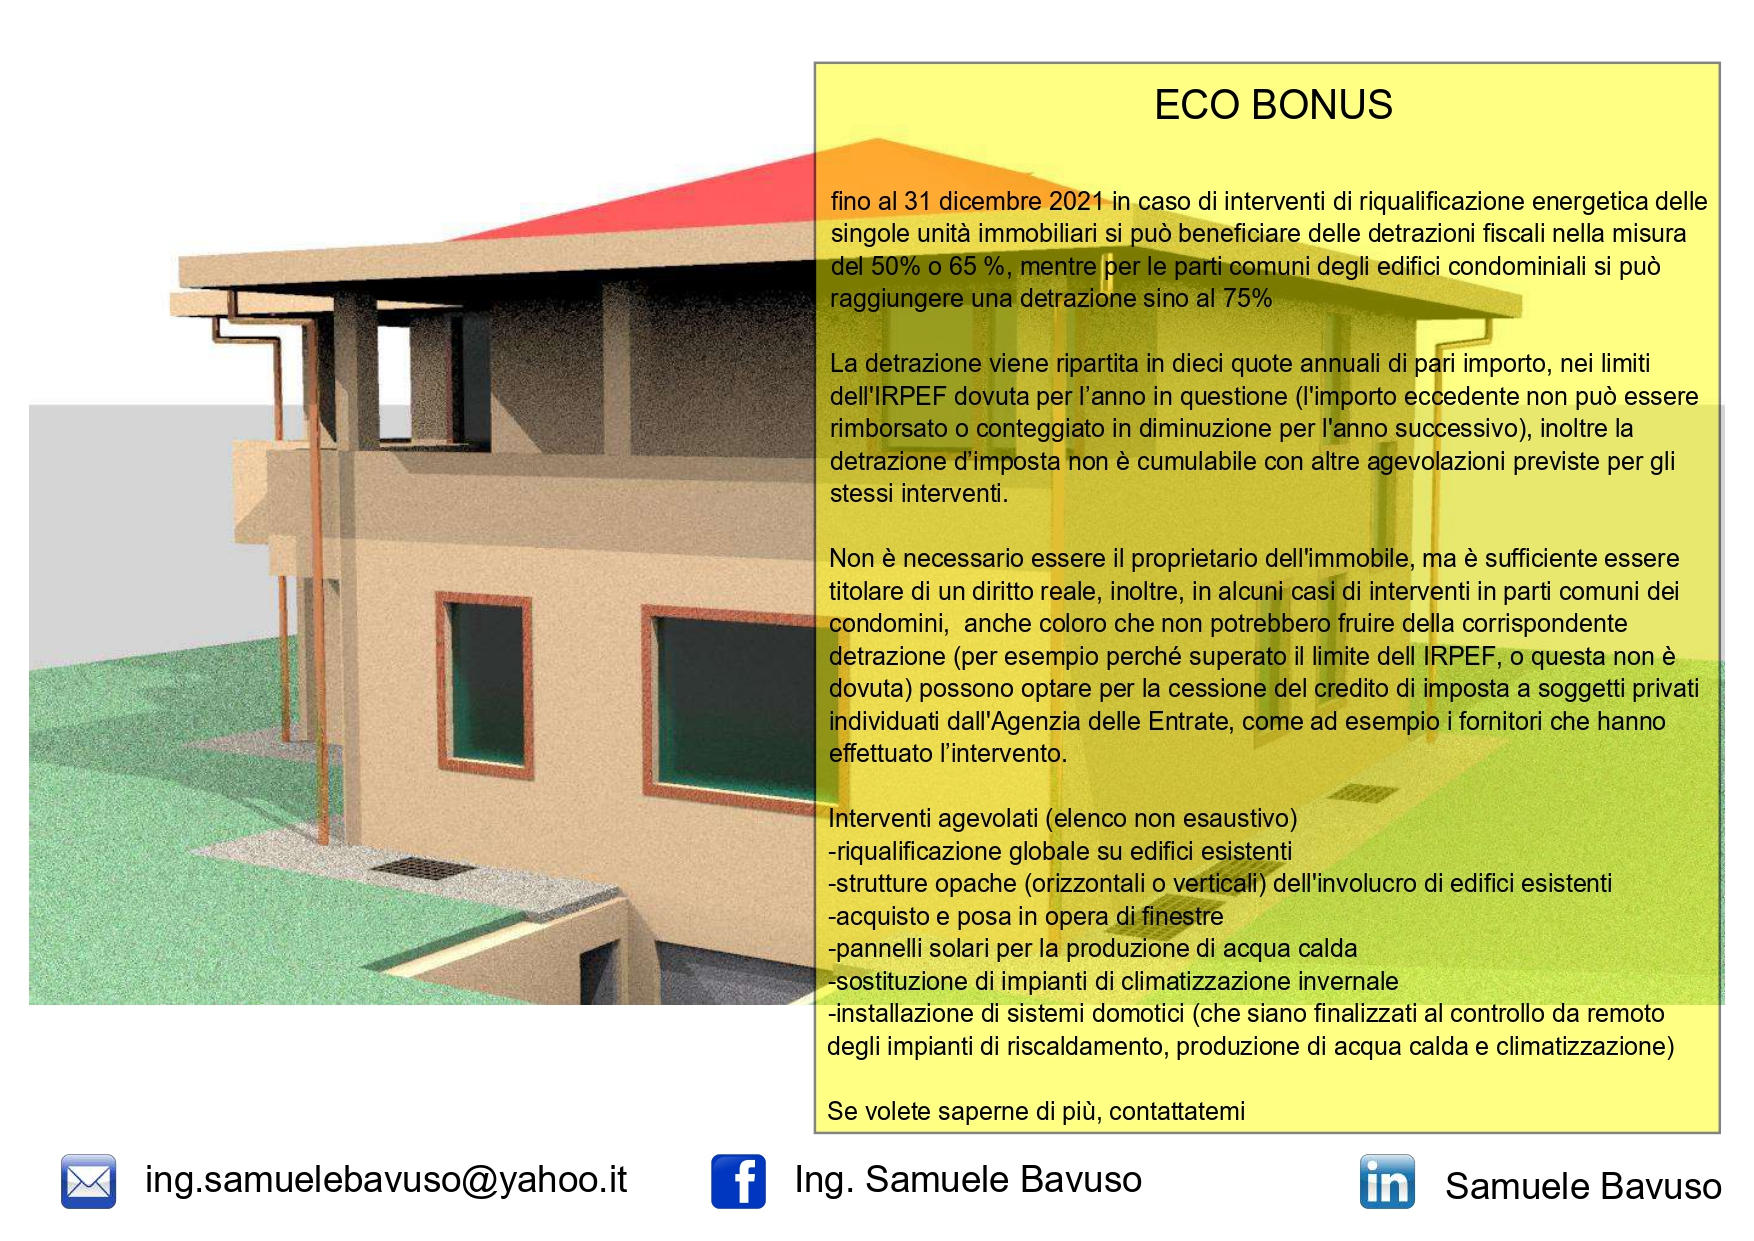 ECO BONUS
fino al 31 dicembre 2021 in caso di interventi di riqualificazione energetica delle
singole unità immobiliari si può beneficiare delle detrazioni fiscali nella misura
del 50% o 65 %, mentre per le parti comuni degli edifici condominiali si può
raggiungere una detrazione sino al 75%
La detrazione viene ripartita in dieci quote annuali di pari importo, nei limiti
dell'IRPEF dovuta per l’anno in questione (l'importo eccedente non può essere
rimborsato o conteggiato in diminuzione per l'anno successivo), inoltre la
detrazione d’imposta non è cumulabile con altre agevolazioni previste per gli
stessi interventi.
Non è necessario essere il proprietario dell'immobile, ma è sufficiente essere
titolare di un diritto reale, inoltre, in alcuni casi di interventi in parti comuni dei
condomini,  anche coloro che non potrebbero fruire della corrispondente
detrazione (per esempio perché superato il limite dell IRPEF, o questa non è
dovuta) possono optare per la cessione del credito di imposta a soggetti privati
individuati dall'Agenzia delle Entrate, come ad esempio i fornitori che hanno
effettuato l’intervento.
Interventi agevolati (elenco non esaustivo)
-riqualificazione globale su edifici esistenti
-strutture opache (orizzontali o verticali) dell'involucro di edifici esistenti
-acquisto e posa in opera di finestre
-pannelli solari per la produzione di acqua calda
-sostituzione di impianti di climatizzazione invernale
-installazione di sistemi domotici (che siano finalizzati al controllo da remoto
degli impianti di riscaldamento, produzione di acqua calda e climatizzazione)
Se volete saperne di più, contattatemi
ing.samuelebavuso@yahoo.it
f Ing. Samuele Bavuso
in Samuele Bavuso